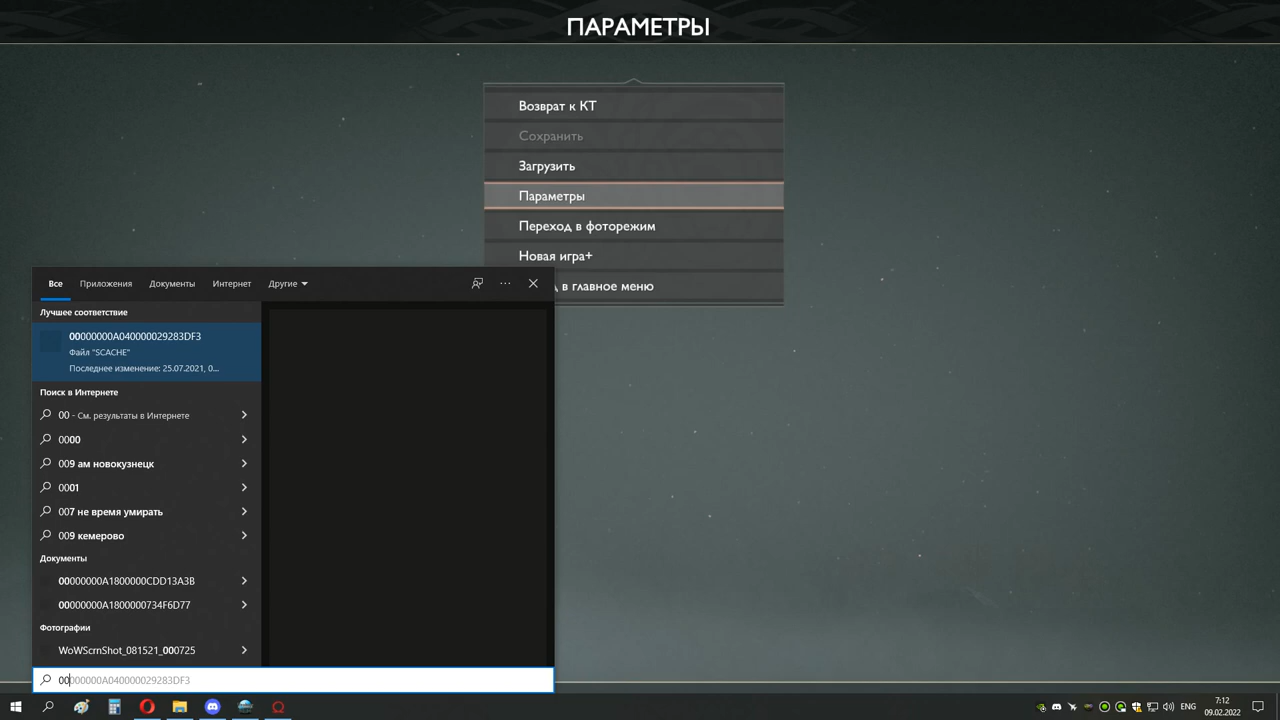 ПАРАМЕТРЫ
Возврат к КТ
Сохранить
Загрузить
Параметры
Переход в фоторежим
Новая игра+
в главное меню
Все Приложения Документы Интернет Другие
Лучшее соответствие
00000000A040000029283DF3
Файл "SCACHE"
Последнее изменение: 25.07.2021, 0...
Поиск в Интернете
00 - См. результаты в Интернете
0000
009 ам новокузнецк
0001
007 не время умирать
009 кемерово
Документы
00000000A1800000CDD13A3B
00000000A1800000734F6D77
Фотографии
WoWScrnShot_081521_000725
00000000A040000029283DF3
ENG
7:12
09.02.2022